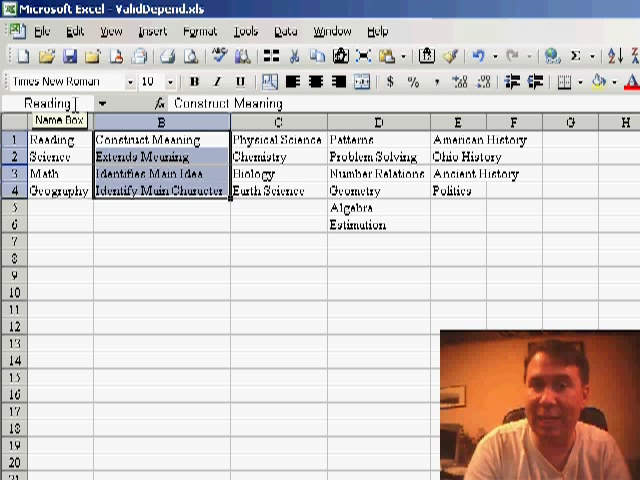 Microsoft Excel - ValidDepend.xls
File Edit View Insert Format Tools Data Window Help
Times New Roman 10 B I U $ % ,
Reading fx Construct Meaning
Name Box B C D E F G H
1 Reading Construct Meaning Physical Science Patterns American History
2 Science Extends Meaning Chemistry Problem Solving Ohio History
3 Math Identifies Main Idea Biology Number Relations Ancient History
4 Geography Identify Main Character Earth Science Geometry Politics
5 Algebra
6 Estimation
7
8
9
10
11
12
13
14
15
16
17
18
19
20
21